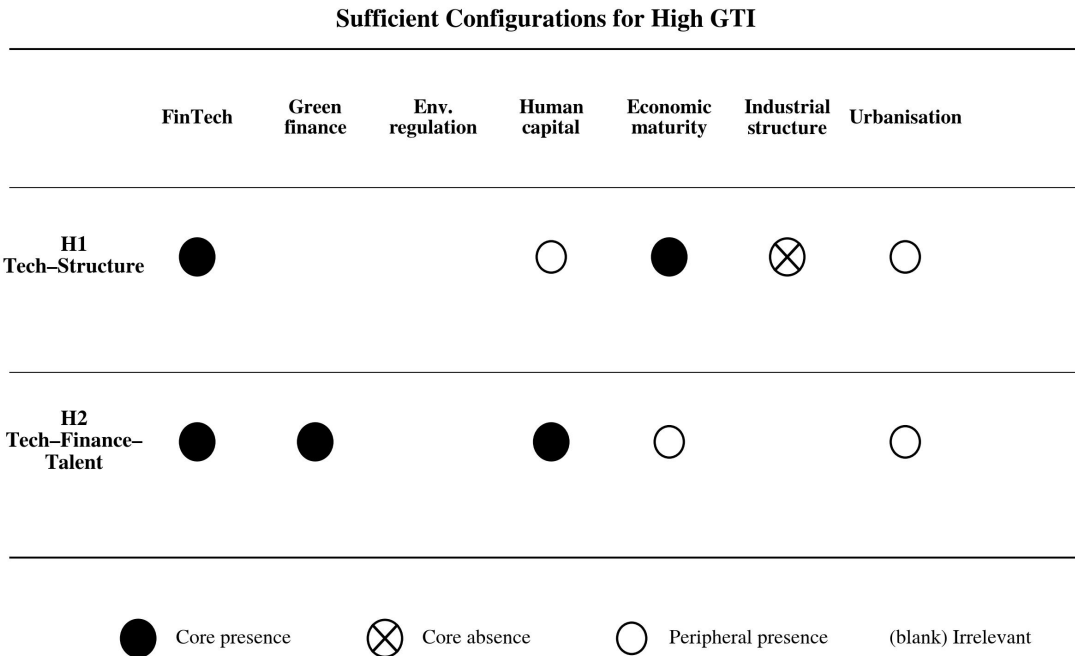 Sufficient Configurations for High GTI
FinTech
Green
finance
Env.
regulation
Human
capital
Economic
maturity
Industrial
structure
Urbanisation
H1
Tech–Structure
H2
Tech–Finance–
Talent
Core presence
Core absence
Peripheral presence
(blank) Irrelevant